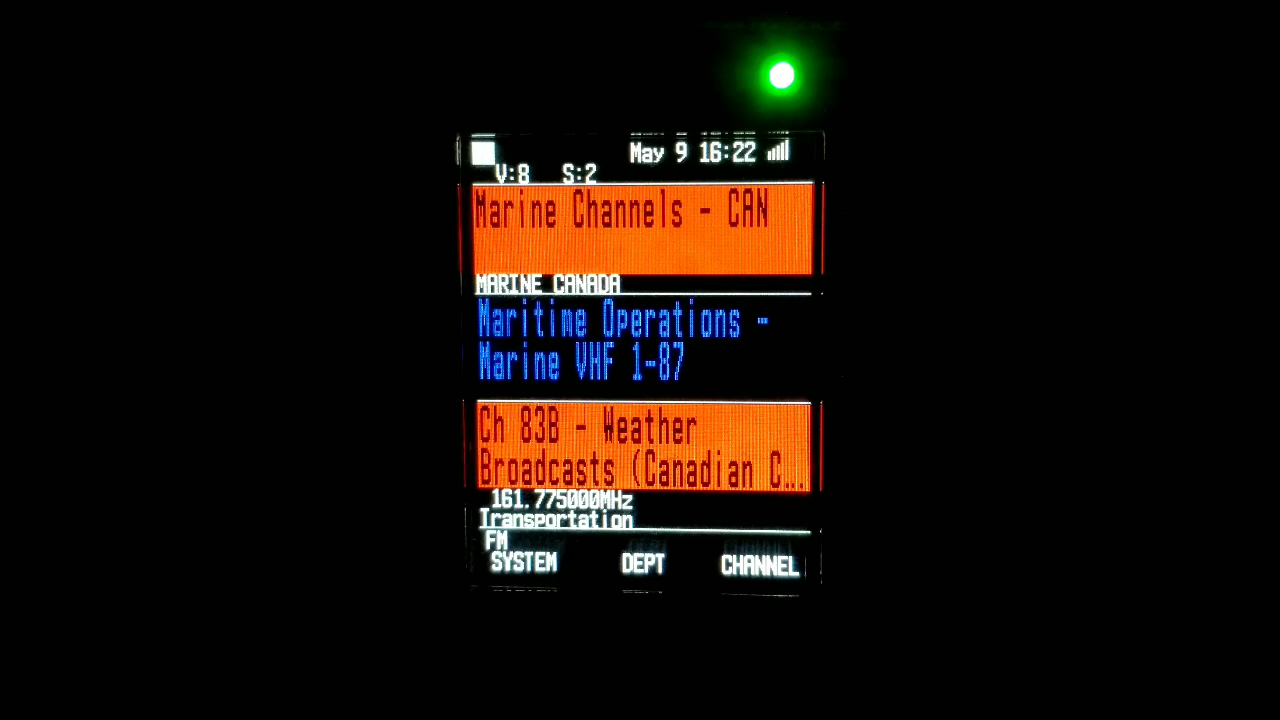 May 9 16:22
V:8 S:2
Marine Channels - CAN
MARINE CANADA
Maritime Operations -
Marine VHF 1-87
Ch 83B - Weather
Broadcasts (Canadian C...
161.775000MHz
Transportation
FM
SYSTEM DEPT CHANNEL